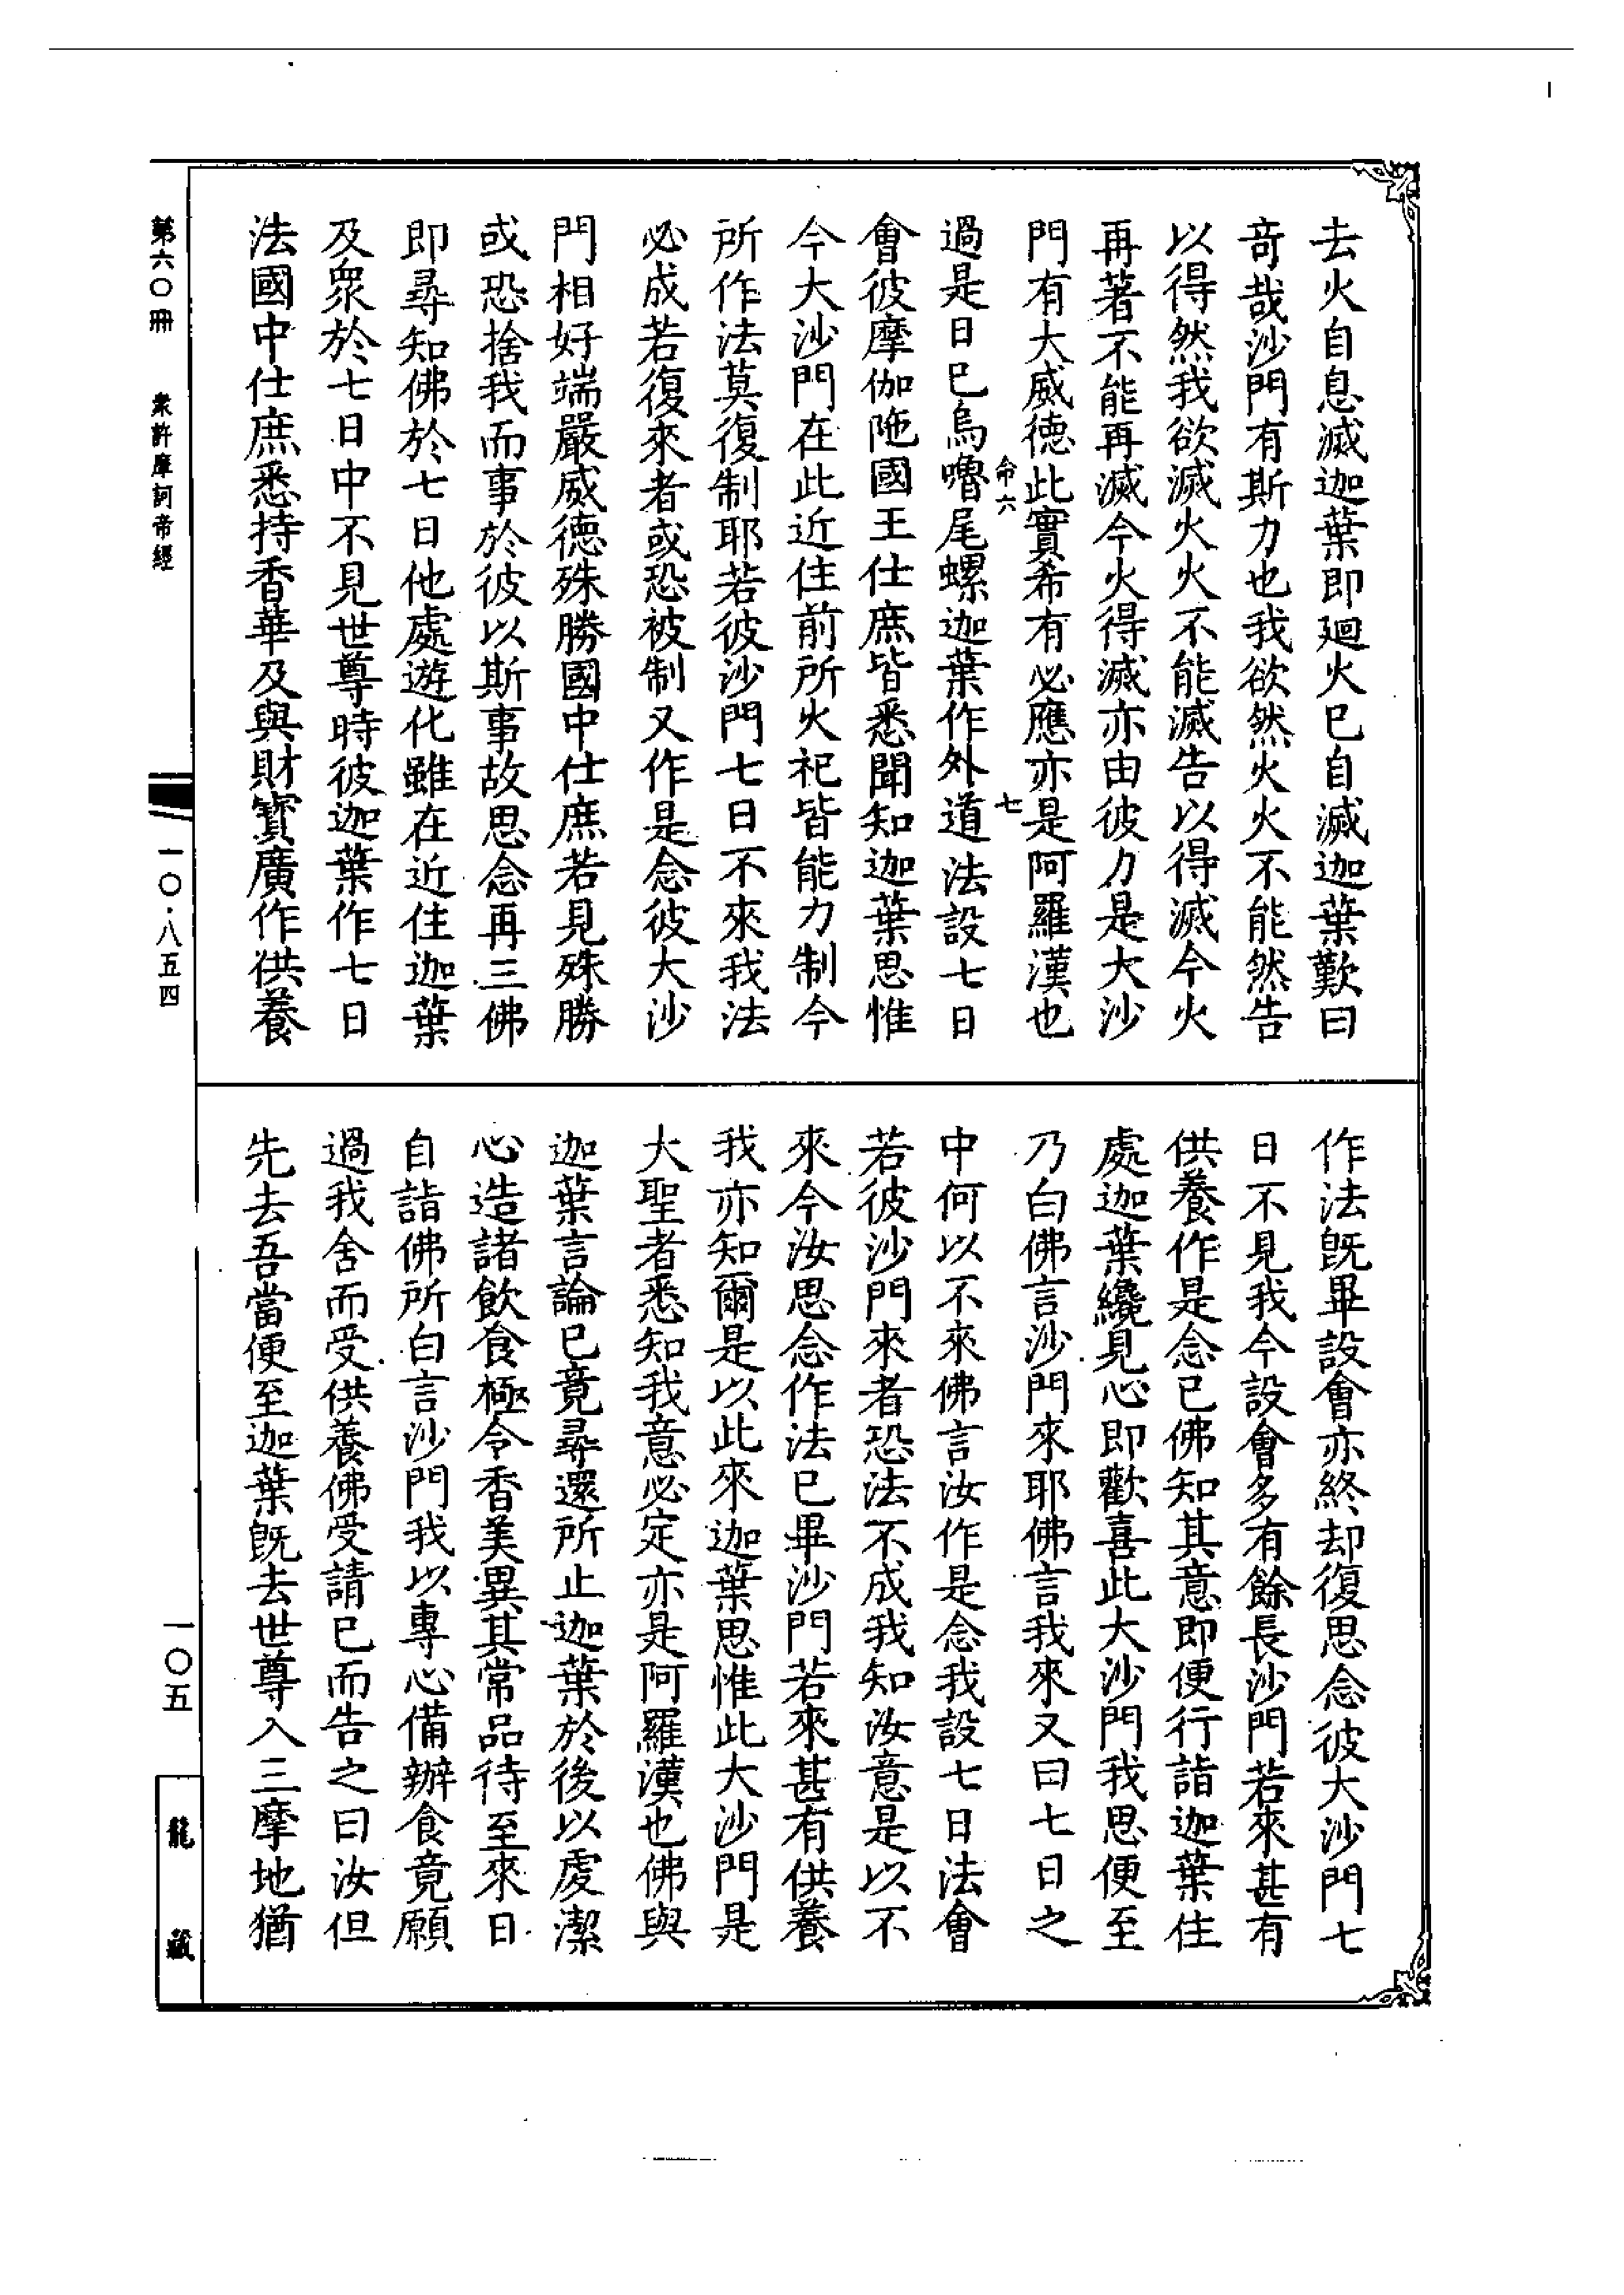 去火自息滅迦葉即廻火已自滅迦葉歎曰
奇哉沙門有斯力也我欲然火火不能然告
以得然我欲滅火火不能滅告以得滅今火
再著不能再滅今火得滅亦由彼力是大沙
門有大威德此實希有必應亦是阿羅漢也
命六
七
過是日已烏嚕尾螺迦葉作外道法設七日
會彼摩伽陁國王仕庶皆悉聞知迦葉思惟
今大沙門在此近住前所火祀皆能力制今
所作法莫復制耶若彼沙門七日不來我法
必成若復來者或恐被制又作是念彼大沙
門相好端嚴威德殊勝國中仕庶若見殊勝
或恐捨我而事於彼以斯事故思念再三佛
即尋知佛於七日他處遊化雖在近住迦葉
及衆於七日中不見世尊時彼迦葉作七日
法國中仕庶悉持香華及與財寶廣作供養
作法旣畢設會亦終却復思念彼大沙門七
日不見我今設會多有餘長沙門若來甚有
供養作是念已佛知其意即便行詣迦葉住
處迦葉纔見心即歡喜此大沙門我思便至
乃白佛言沙門來耶佛言我來又曰七日之
中何以不來佛言汝作是念我設七日法會
若彼沙門來者恐法不成我知汝意是以不
來今汝思念作法已畢沙門若來甚有供養
我亦知爾是以此來迦葉思惟此大沙門是
大聖者悉知我意必定亦是阿羅漢也佛與
迦葉言論已竟尋還所止迦葉於後以虔潔
心造諸飲食極令香美異其常品待至來日
自詣佛所白言沙門我以專心備辦食竟願
過我舍而受供養佛受請已而告之曰汝但
先去吾當便至迦葉旣去世尊入三摩地猶
第六〇冊　衆許摩訶帝經
一〇·八五四
一〇五
龍藏